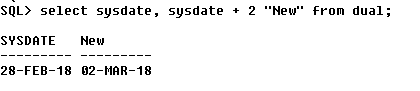 SQL> select sysdate, sysdate + 2 "New" from dual;
SYSDATE   New
--------- ---------
28-FEB-18 02-MAR-18